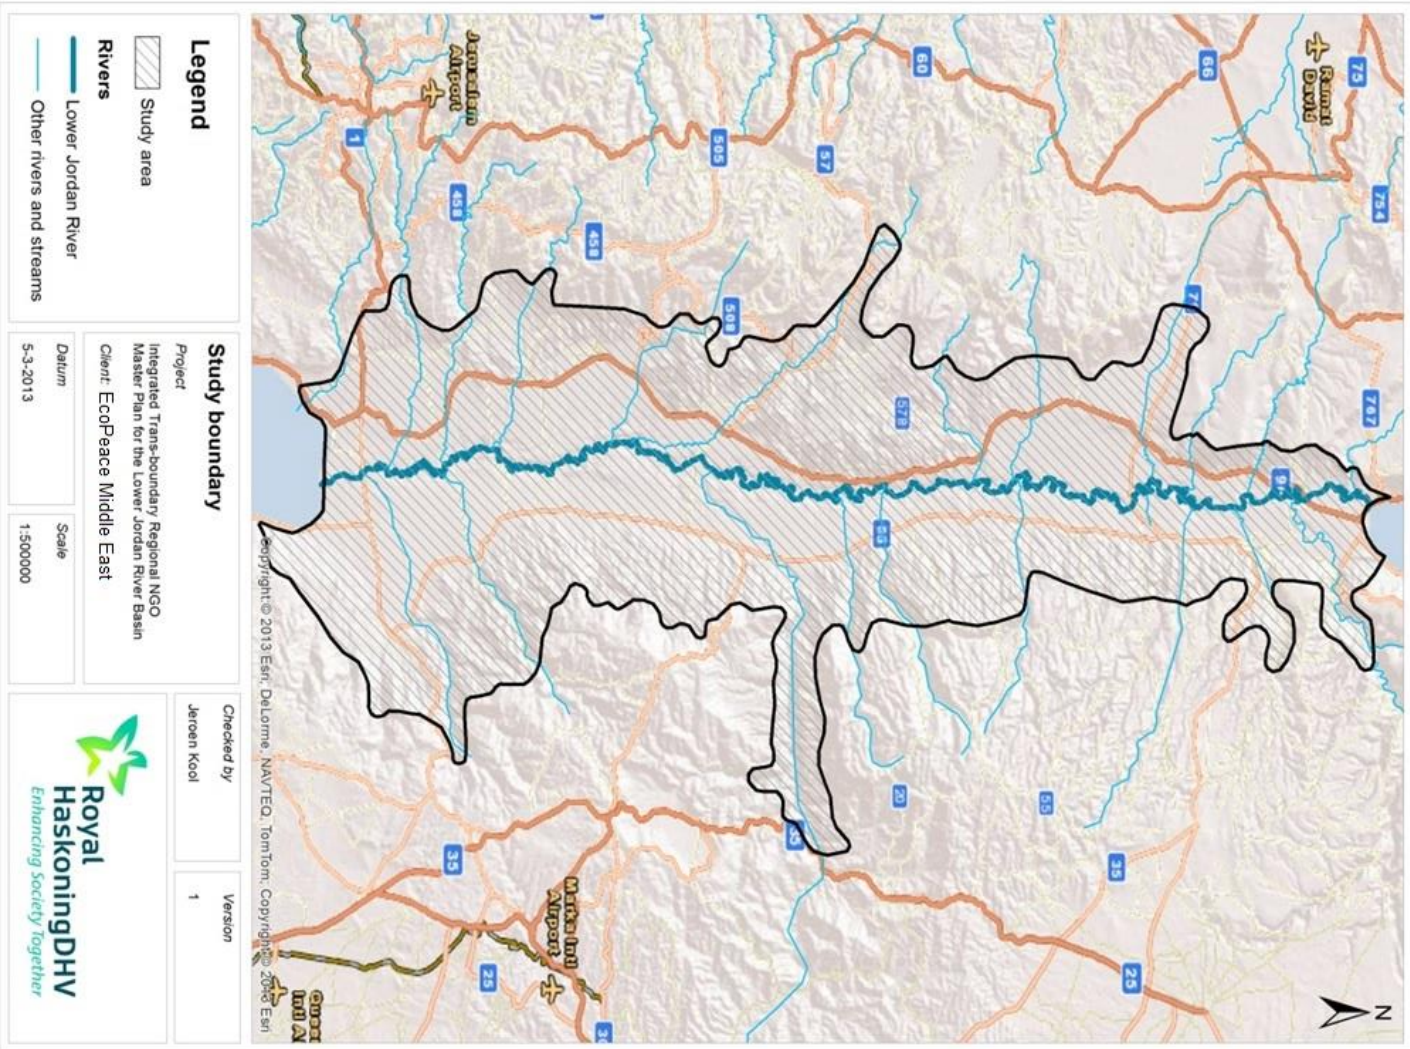 Legend
Study area
Rivers
Lower Jordan River
Other rivers and streams
Study boundary
Project
Integrated Trans-boundary Regional NGO
Master Plan for the Lower Jordan River Basin
Client: EcoPeace Middle East
Datum
5-3-2013
Scale
1:500000
Checked by
Jeroen Kool
Version
1
Royal
HaskoningDHV
Enhancing Society Together
N
75
Ramat
David
66
754
767
60
57
505
Jerusalem
Airport
1
458
458
508
578
20
55
35
35
35
25
25
Marka Intl
Airport
Copyright:© 2013 Esri, DeLorme, NAVTEQ, TomTom, Copyright:© 2013 Esri